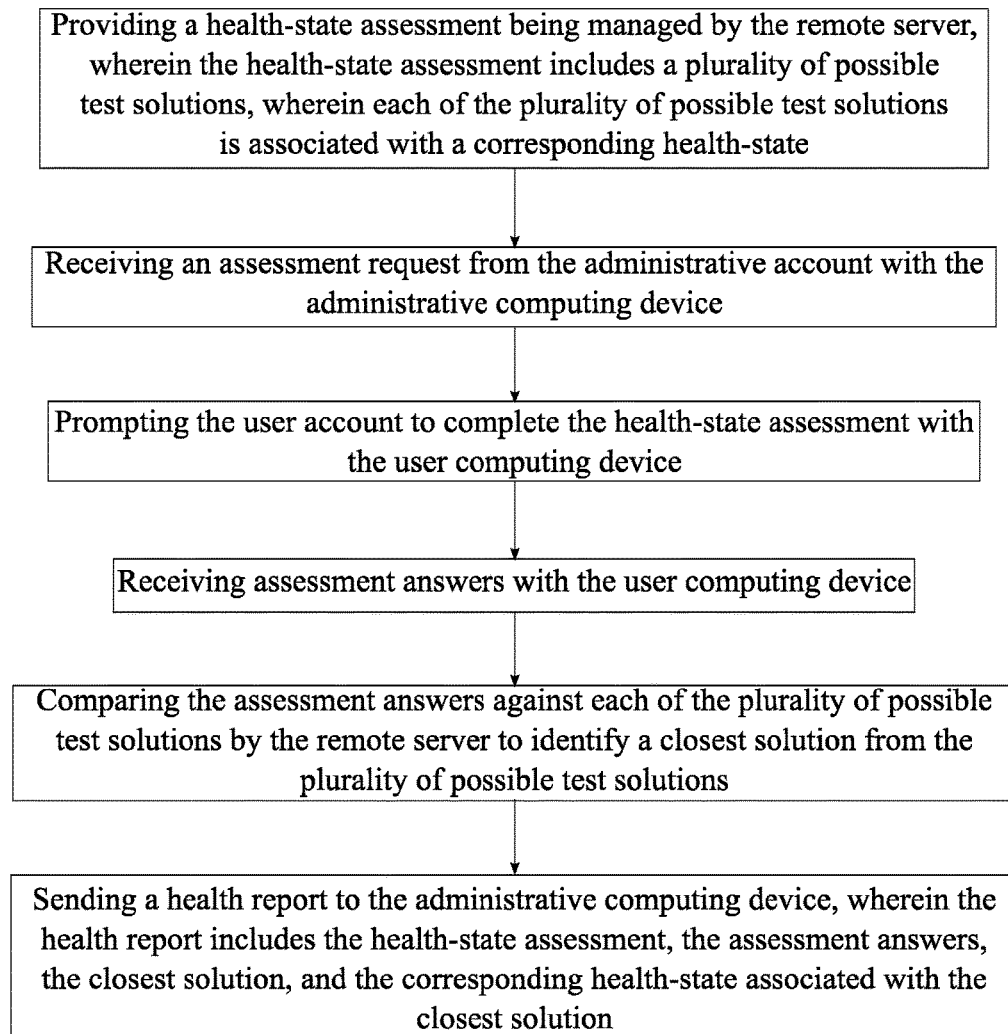 Providing a health-state assessment being managed by the remote server,
wherein the health-state assessment includes a plurality of possible
test solutions, wherein each of the plurality of possible test solutions
is associated with a corresponding health-state
Receiving an assessment request from the administrative account with the
administrative computing device
Prompting the user account to complete the health-state assessment with
the user computing device
Receiving assessment answers with the user computing device
Comparing the assessment answers against each of the plurality of possible
test solutions by the remote server to identify a closest solution from the
plurality of possible test solutions
Sending a health report to the administrative computing device, wherein the
health report includes the health-state assessment, the assessment answers,
the closest solution, and the corresponding health-state associated with the
closest solution